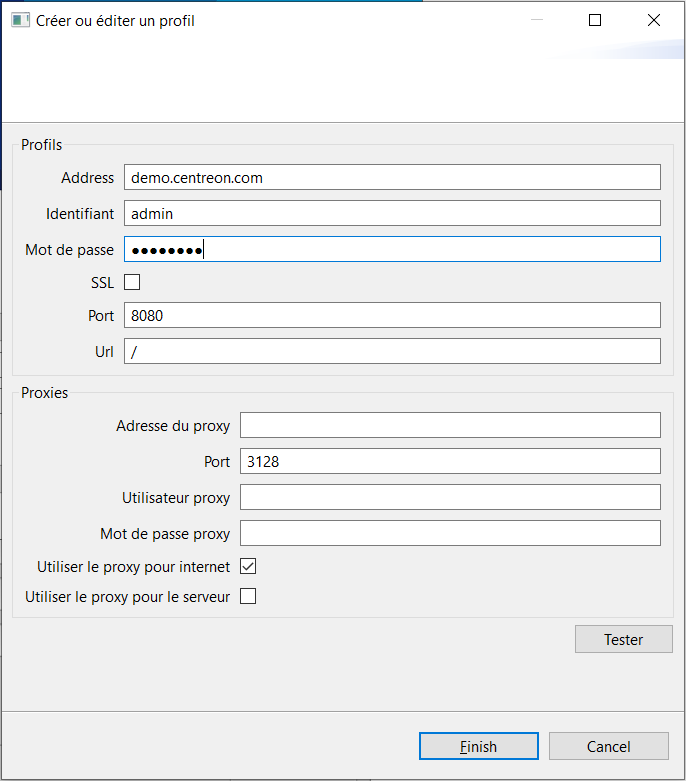 Créer ou éditer un profil
Profils
Address demo.centreon.com
Identifiant admin
Mot de passe ●●●●●●●●
SSL
Port 8080
Url /
Proxies
Adresse du proxy
Port 3128
Utilisateur proxy
Mot de passe proxy
Utiliser le proxy pour internet
Utiliser le proxy pour le serveur
Tester
Finish Cancel